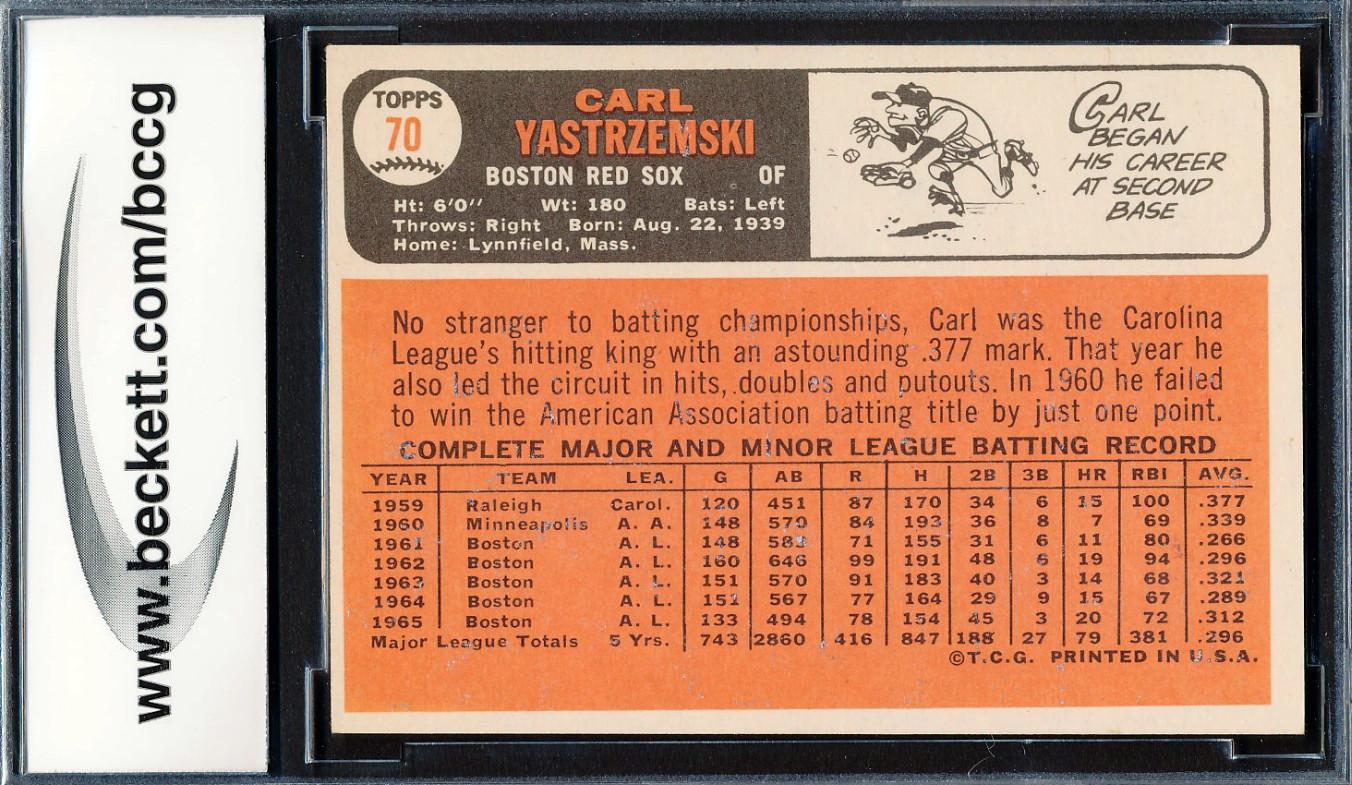 www.beckett.com/bccg
TOPPS
70
CARL
YASTRZEMSKI
BOSTON RED SOX OF
Ht: 6'0" Wt: 180 Bats: Left
Throws: Right Born: Aug. 22, 1939
Home: Lynnfield, Mass.
CARL
BEGAN
HIS CAREER
AT SECOND
BASE
No stranger to batting championships, Carl was the Carolina
League's hitting king with an astounding .377 mark. That year he
also led the circuit in hits, doubles and putouts. In 1960 he failed
to win the American Association batting title by just one point.
COMPLETE MAJOR AND MINOR LEAGUE BATTING RECORD
YEAR TEAM LEA. G AB R H 2B 3B HR RBI AVG.
1959 Raleigh Carol. 120 451 87 170 34 6 15 100 .377
1960 Minneapolis A. A. 148 570 84 193 36 8 7 69 .339
1961 Boston A. L. 148 583 71 155 31 6 11 80 .266
1962 Boston A. L. 160 646 99 191 48 6 19 94 .296
1963 Boston A. L. 151 570 91 183 40 3 14 68 .321
1964 Boston A. L. 151 567 77 164 29 9 15 67 .289
1965 Boston A. L. 133 494 78 154 45 3 20 72 .312
Major League Totals 5 Yrs. 743 2860 416 847 188 27 79 381 .296
©T.C.G. PRINTED IN U.S.A.